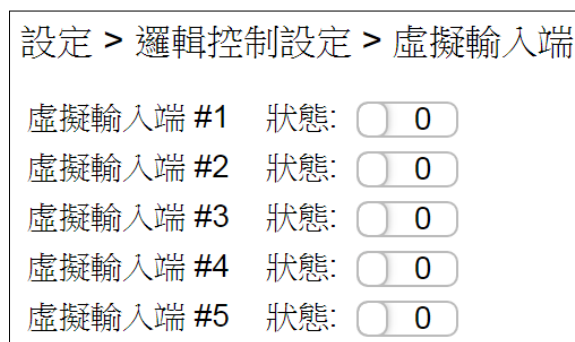 設定 > 邏輯控制設定 > 虛擬輸入端
虛擬輸入端 #1 狀態: 0
虛擬輸入端 #2 狀態: 0
虛擬輸入端 #3 狀態: 0
虛擬輸入端 #4 狀態: 0
虛擬輸入端 #5 狀態: 0